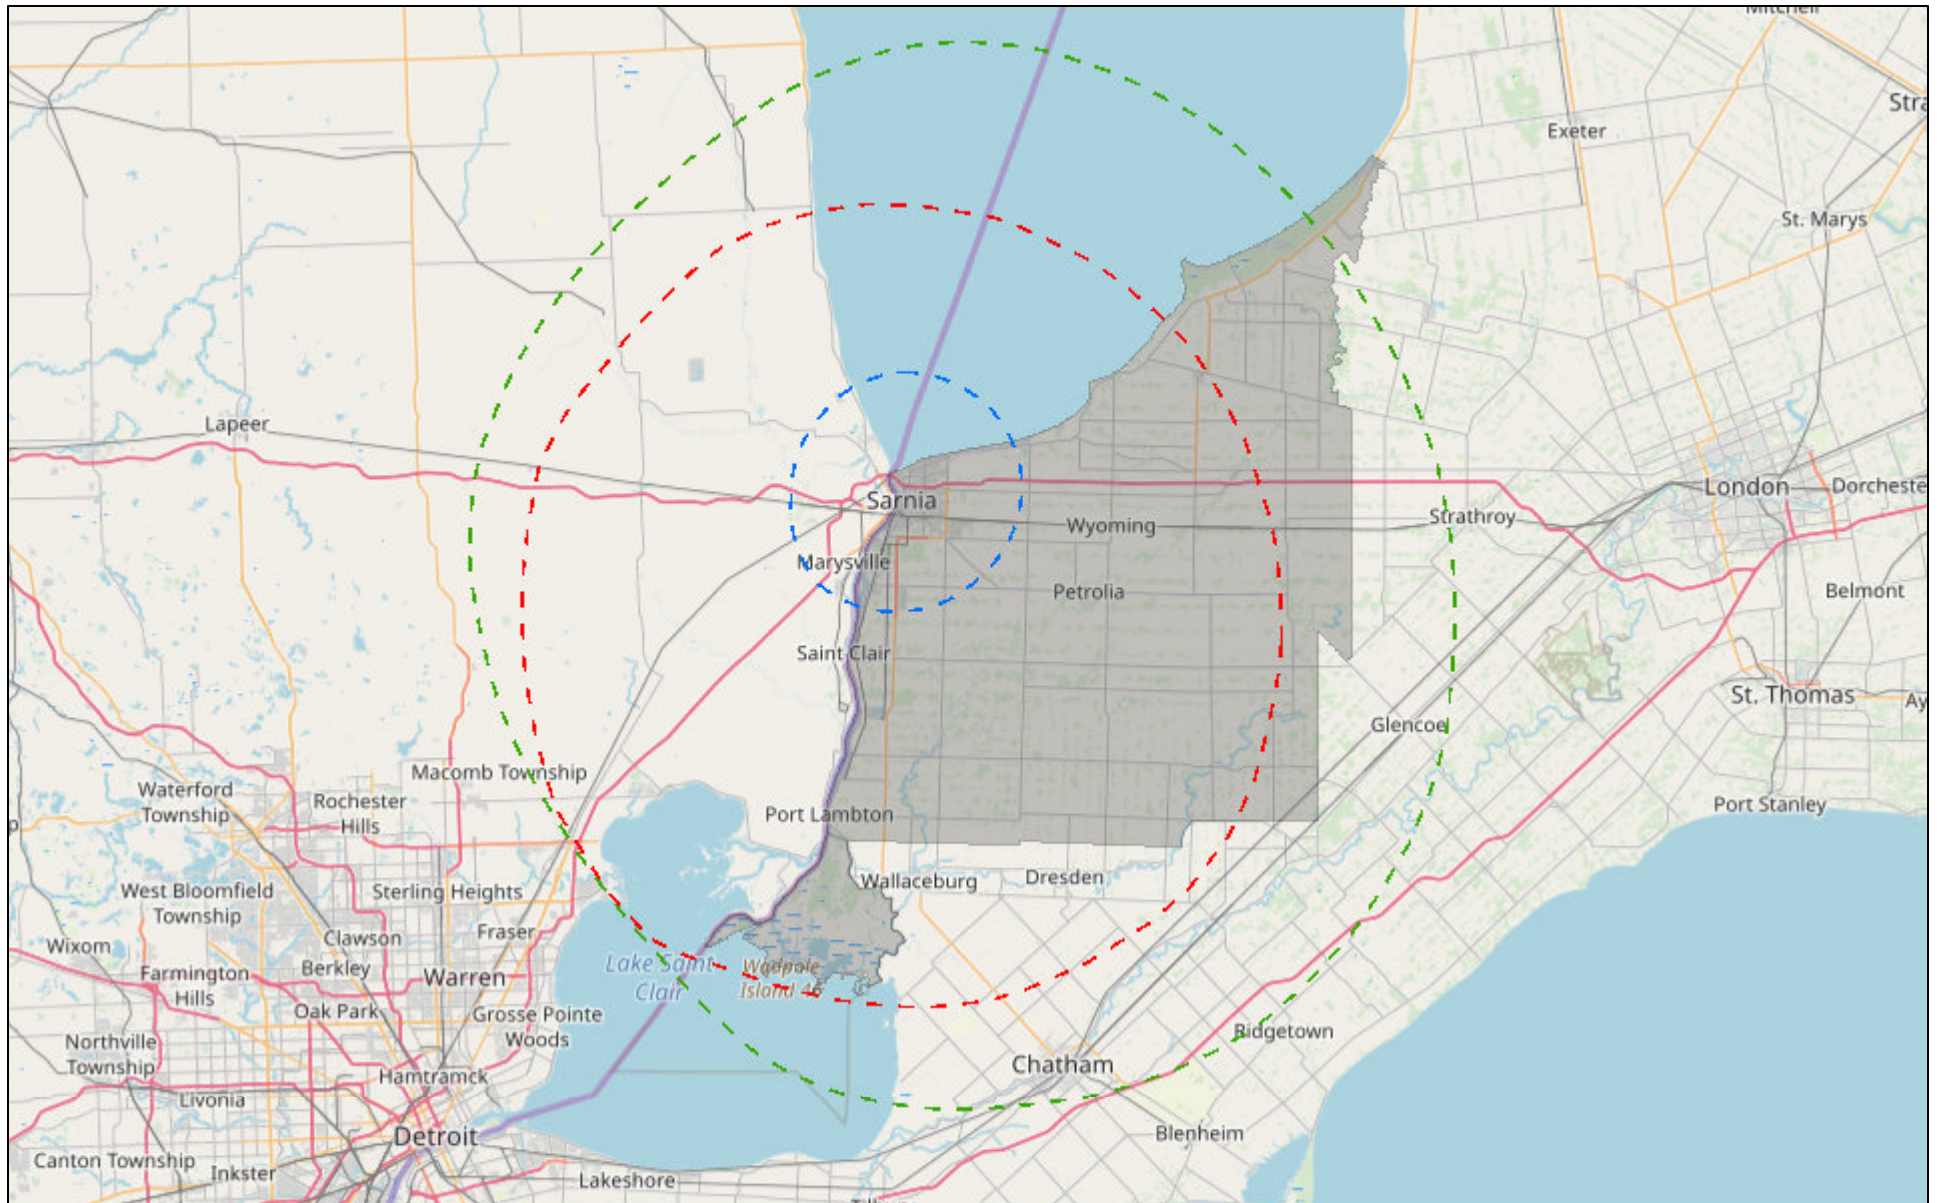 Mitchell
Stra
Exeter
St. Marys
Lapeer
Sarnia
London
Dorcheste
Wyoming
Strathroy
Marysville
Petrolia
Belmont
Saint Clair
St. Thomas
Ay
Glencoe
Macomb Township
Waterford
Township
Rochester
Hills
Port Lambton
Port Stanley
p
West Bloomfield
Township
Sterling Heights
Wallaceburg
Dresden
Wixom
Clawson
Fraser
Farmington
Hills
Berkley
Warren
Lake Saint
Clair
Walpole
Island 46
Oak Park
Grosse Pointe
Woods
Ridgetown
Northville
Township
Hamtramck
Chatham
Livonia
Detroit
Blenheim
Canton Township
Inkster
Lakeshore